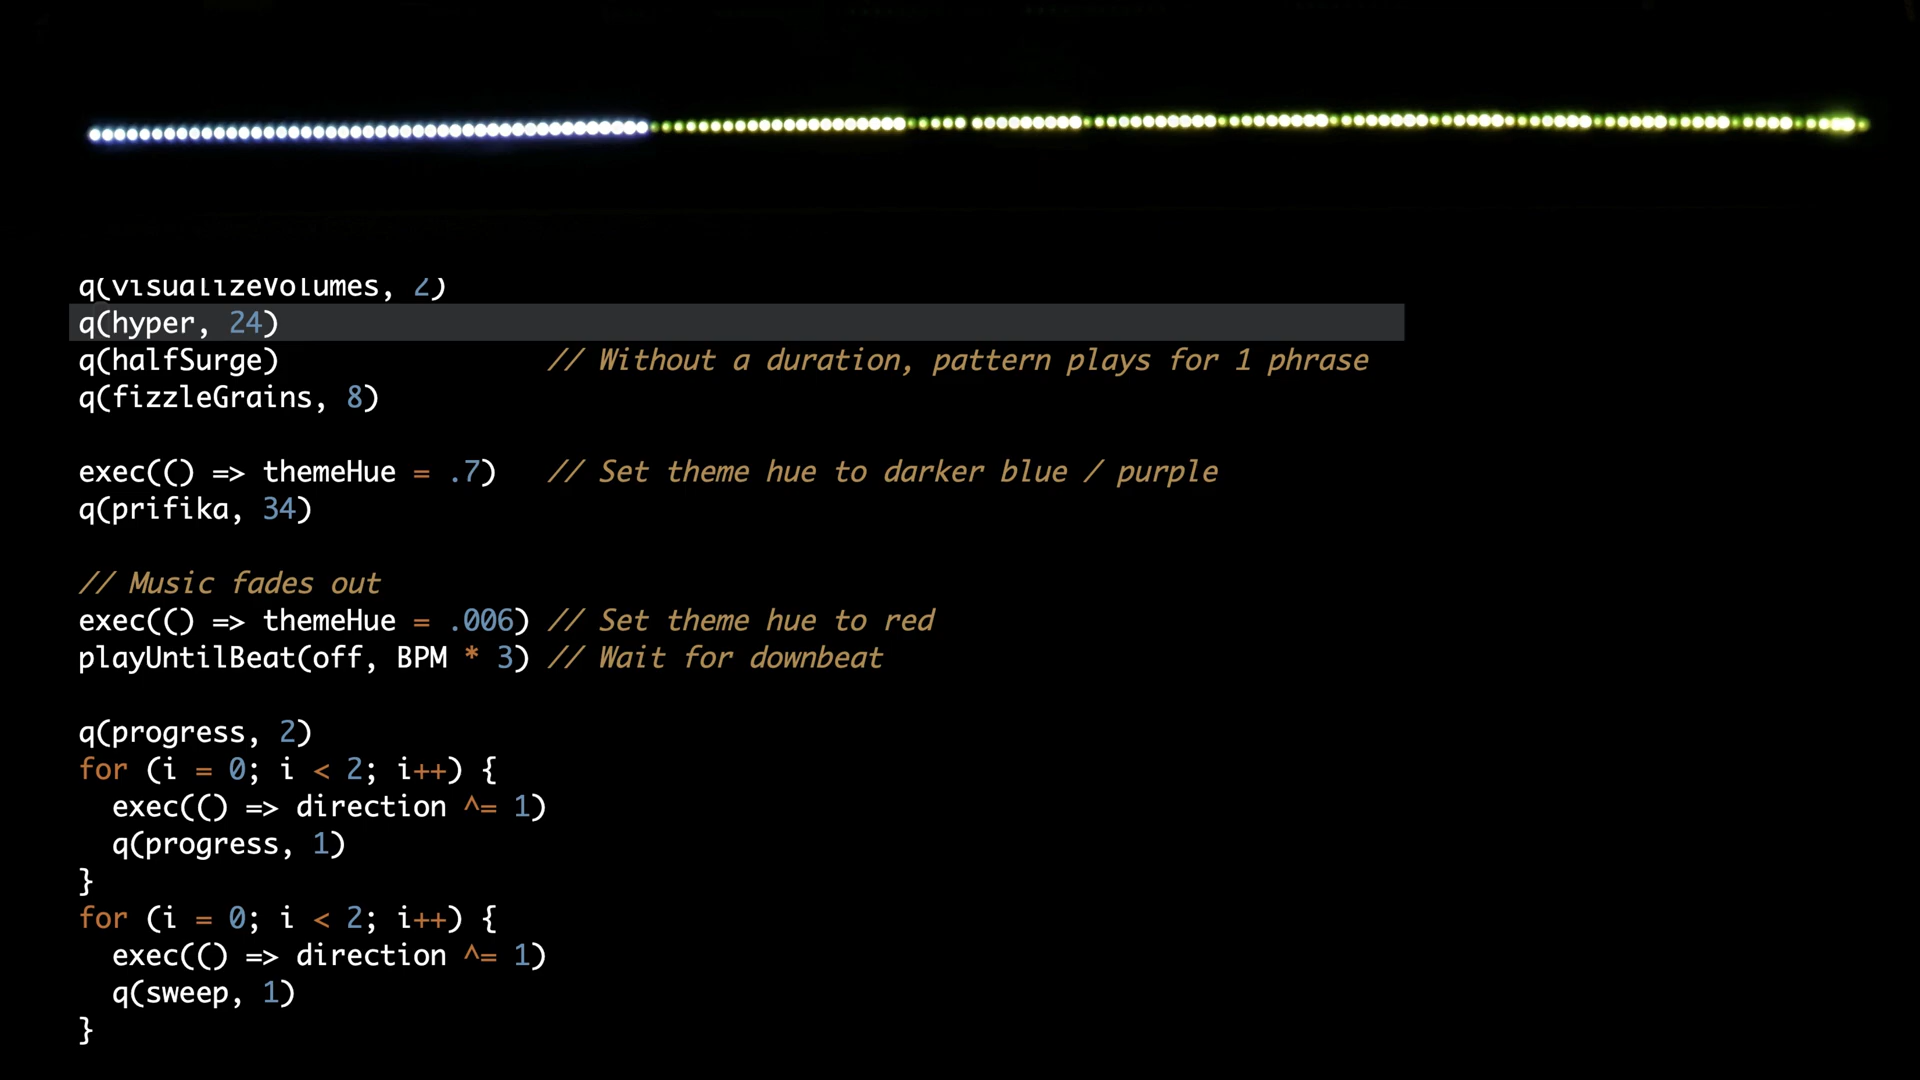 q(visualizeVolumes, 2)
q(hyper, 24)
q(halfSurge) // Without a duration, pattern plays for 1 phrase
q(fizzleGrains, 8)
exec(() => themeHue = .7) // Set theme hue to darker blue / purple
q(prifika, 34)
// Music fades out
exec(() => themeHue = .006) // Set theme hue to red
playUntilBeat(off, BPM * 3) // Wait for downbeat
q(progress, 2)
for (i = 0; i < 2; i++) {
  exec(() => direction ^= 1)
  q(progress, 1)
}
for (i = 0; i < 2; i++) {
  exec(() => direction ^= 1)
  q(sweep, 1)
}